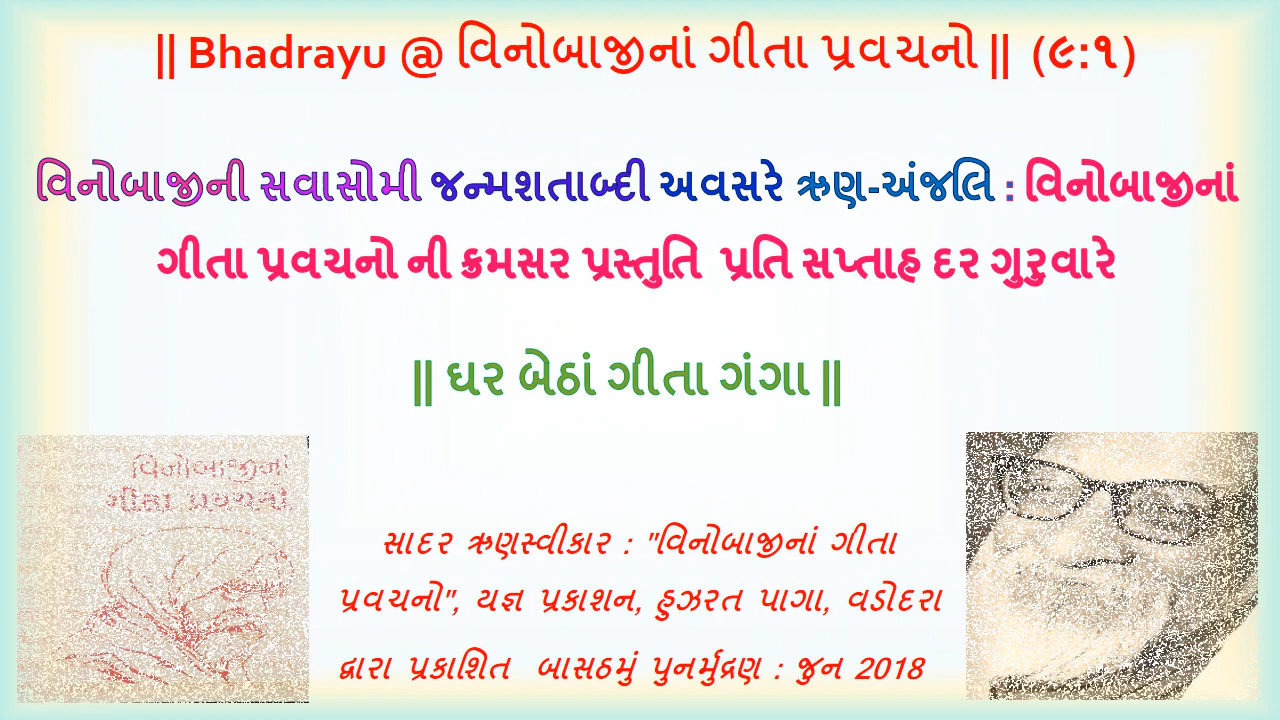 || Bhadrayu @ વિનોબાજીનાં ગીતા પ્રવચનો || (૯:૧)
વિનોબાજીની સવાસોમી જન્મશતાબ્દી અવસરે ઋણ-અંજલિ : વિનોબાજીનાં
ગીતા પ્રવચનો ની ક્રમસર પ્રસ્તુતિ પ્રતિ સપ્તાહ દર ગુરુવારે
|| ઘર બેઠાં ગીતા ગંગા ||
વિનોબાજીનાં
ગીતા પ્રવચનો
સાદર ઋણસ્વીકાર : "વિનોબાજીનાં ગીતા
પ્રવચનો", યજ્ઞ પ્રકાશન, હુઝરત પાગા, વડોદરા
દ્વારા પ્રકાશિત બાસઠમું પુનર્મુદ્રણ : જુન 2018